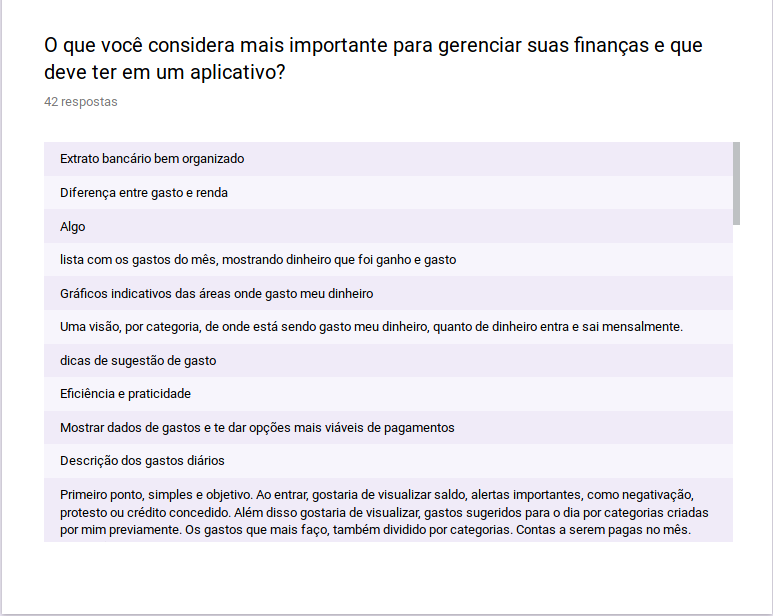 O que você considera mais importante para gerenciar suas finanças e que
deve ter em um aplicativo?
42 respostas
Extrato bancário bem organizado
Diferença entre gasto e renda
Algo
lista com os gastos do mês, mostrando dinheiro que foi ganho e gasto
Gráficos indicativos das áreas onde gasto meu dinheiro
Uma visão, por categoria, de onde está sendo gasto meu dinheiro, quanto de dinheiro entra e sai mensalmente.
dicas de sugestão de gasto
Eficiência e praticidade
Mostrar dados de gastos e te dar opções mais viáveis de pagamentos
Descrição dos gastos diários
Primeiro ponto, simples e objetivo. Ao entrar, gostaria de visualizar saldo, alertas importantes, como negativação,
protesto ou crédito concedido. Além disso gostaria de visualizar, gastos sugeridos para o dia por categorias criadas
por mim previamente. Os gastos que mais faço, também dividido por categorias. Contas a serem pagas no mês.